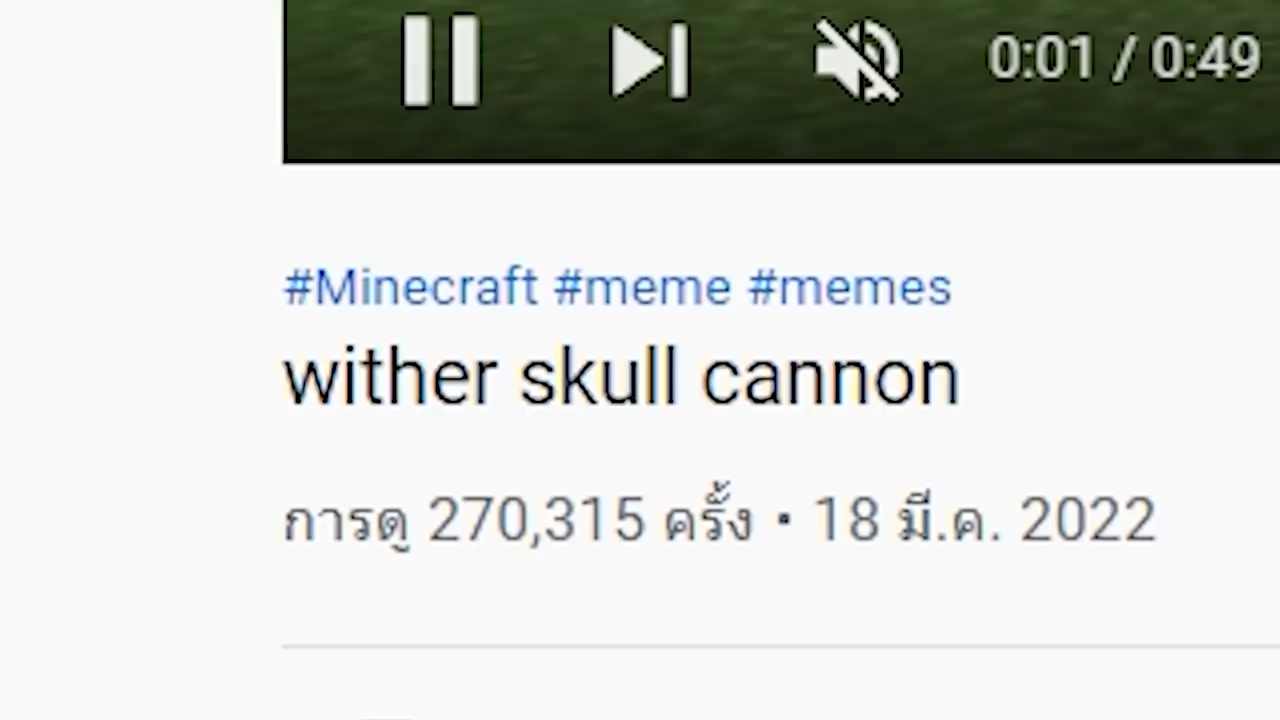 0:01 / 0:49
#Minecraft #meme #memes
wither skull cannon
การดู 270,315 ครั้ง • 18 มี.ค. 2022